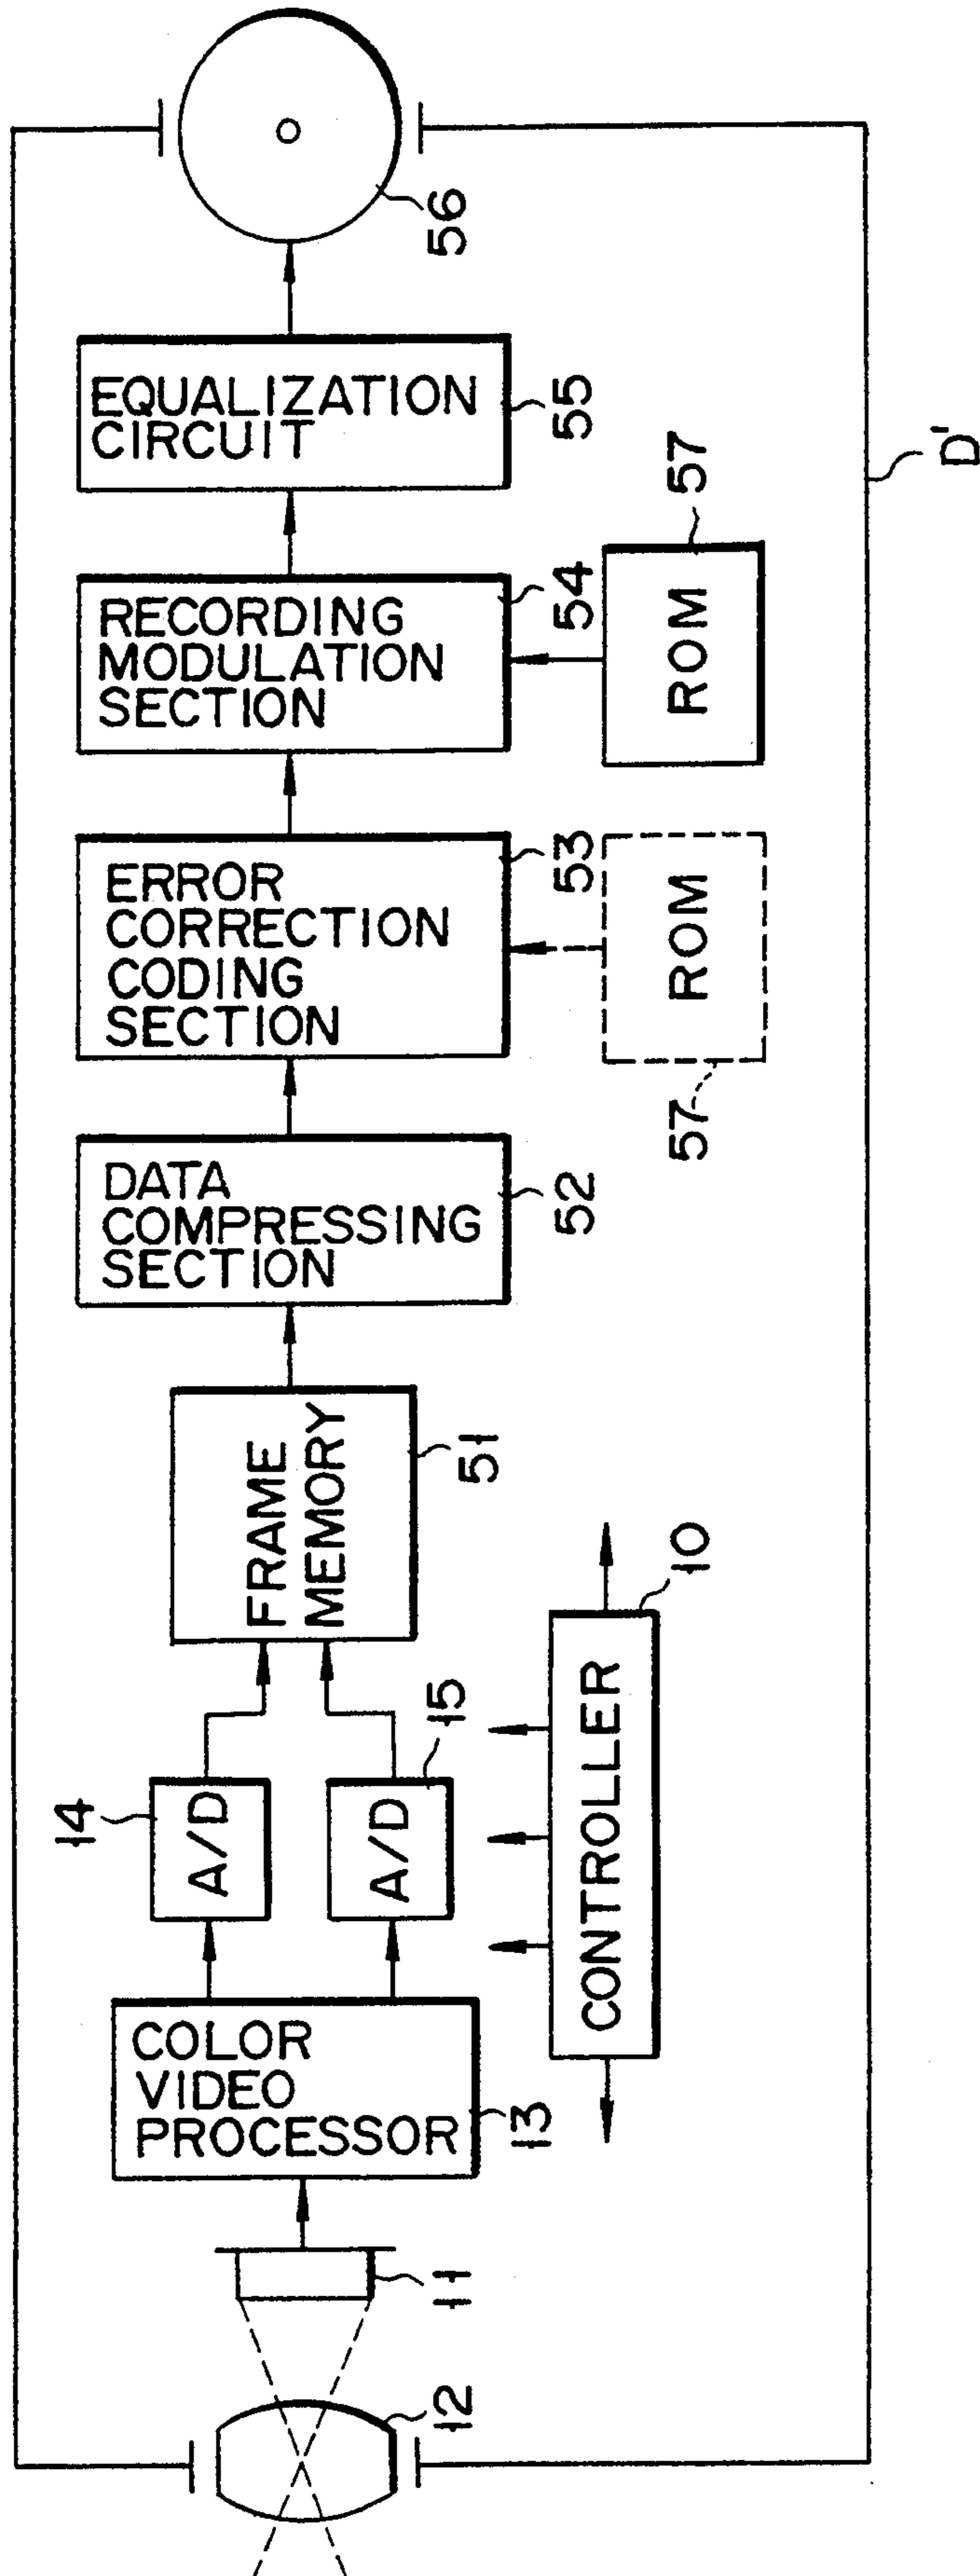 12
11
COLOR
VIDEO
PROCESSOR
13
14
A/D
A/D
15
CONTROLLER
10
FRAME
MEMORY
51
DATA
COMPRESSING
SECTION
52
ERROR
CORRECTION
CODING
SECTION
53
ROM
57
RECORDING
MODULATION
SECTION
54
ROM
57
EQUALIZATION
CIRCUIT
55
56
D'